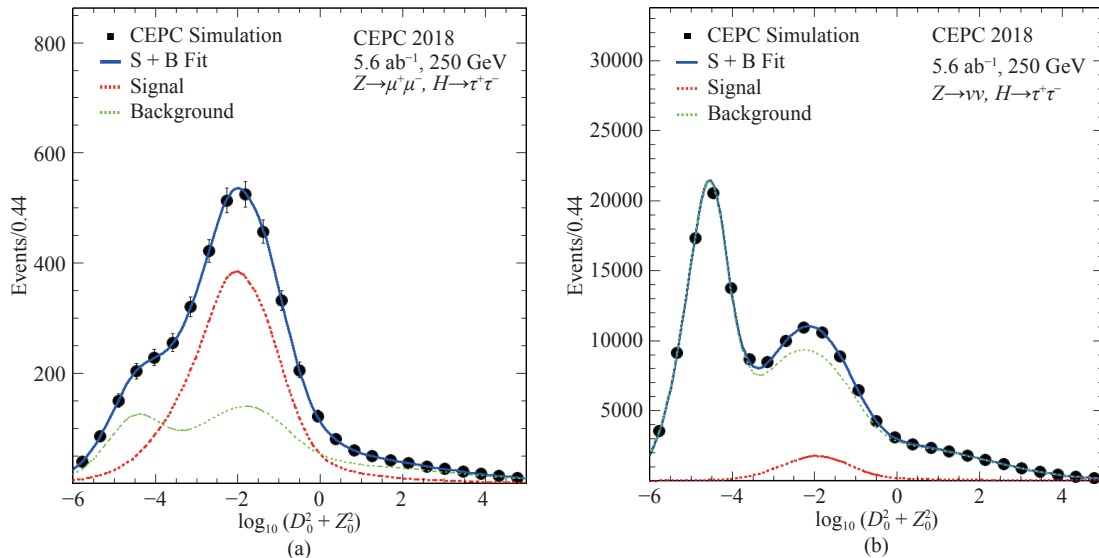 CEPC Simulation
S + B Fit
Signal
Background
CEPC 2018
5.6 ab⁻¹, 250 GeV
Z→μ⁺μ⁻, H→τ⁺τ⁻
Events/0.44
800
600
400
200
−6 −4 −2 0 2 4
log₁₀ (D₀² + Z₀²)
(a)
CEPC Simulation
S + B Fit
Signal
Background
CEPC 2018
5.6 ab⁻¹, 250 GeV
Z→νν, H→τ⁺τ⁻
Events/0.44
30000
25000
20000
15000
10000
5000
−6 −4 −2 0 2 4
log₁₀ (D₀² + Z₀²)
(b)